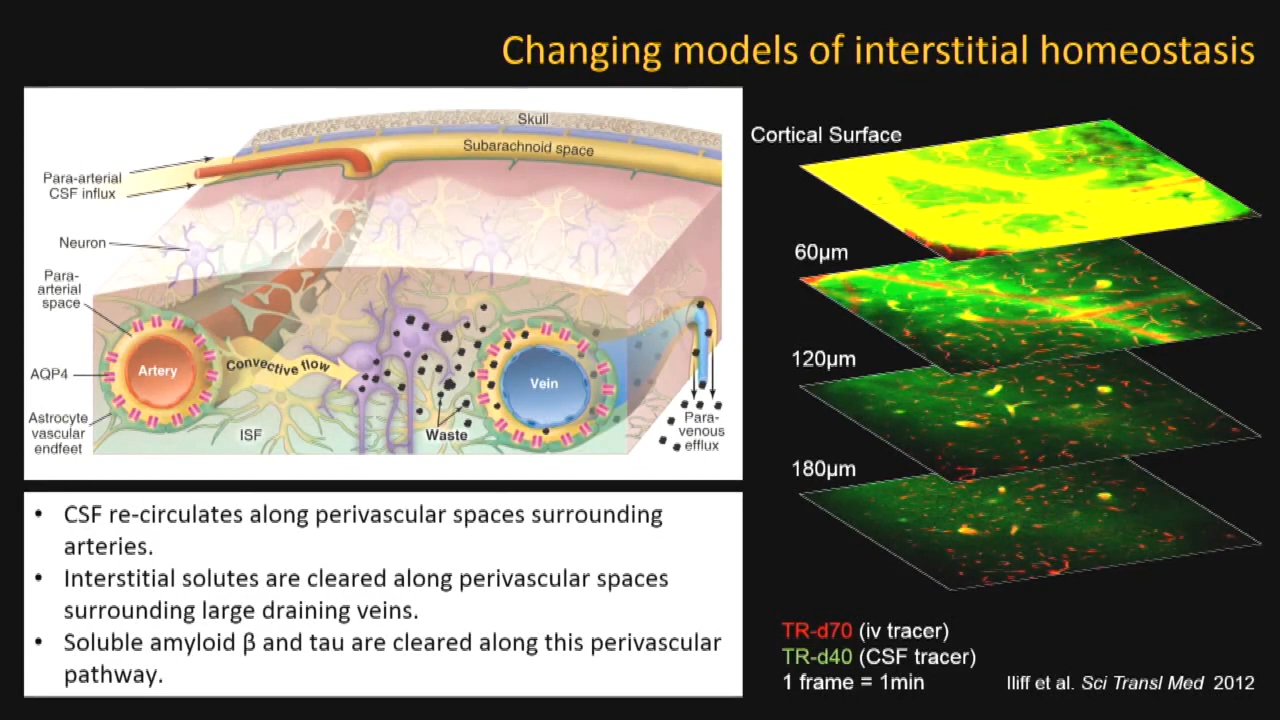 Changing models of interstitial homeostasis
Skull
Subarachnoid space
Para-arterial
CSF influx
Neuron
Para-
arterial
space
AQP4
Astrocyte
vascular
endfeet
Artery
Convective flow
ISF
Waste
Vein
Para-
venous
efflux
• CSF re-circulates along perivascular spaces surrounding
arteries.
• Interstitial solutes are cleared along perivascular spaces
surrounding large draining veins.
• Soluble amyloid β and tau are cleared along this perivascular
pathway.
Cortical Surface
60µm
120µm
180µm
TR-d70 (iv tracer)
TR-d40 (CSF tracer)
1 frame = 1min
Iliff et al. Sci Transl Med 2012